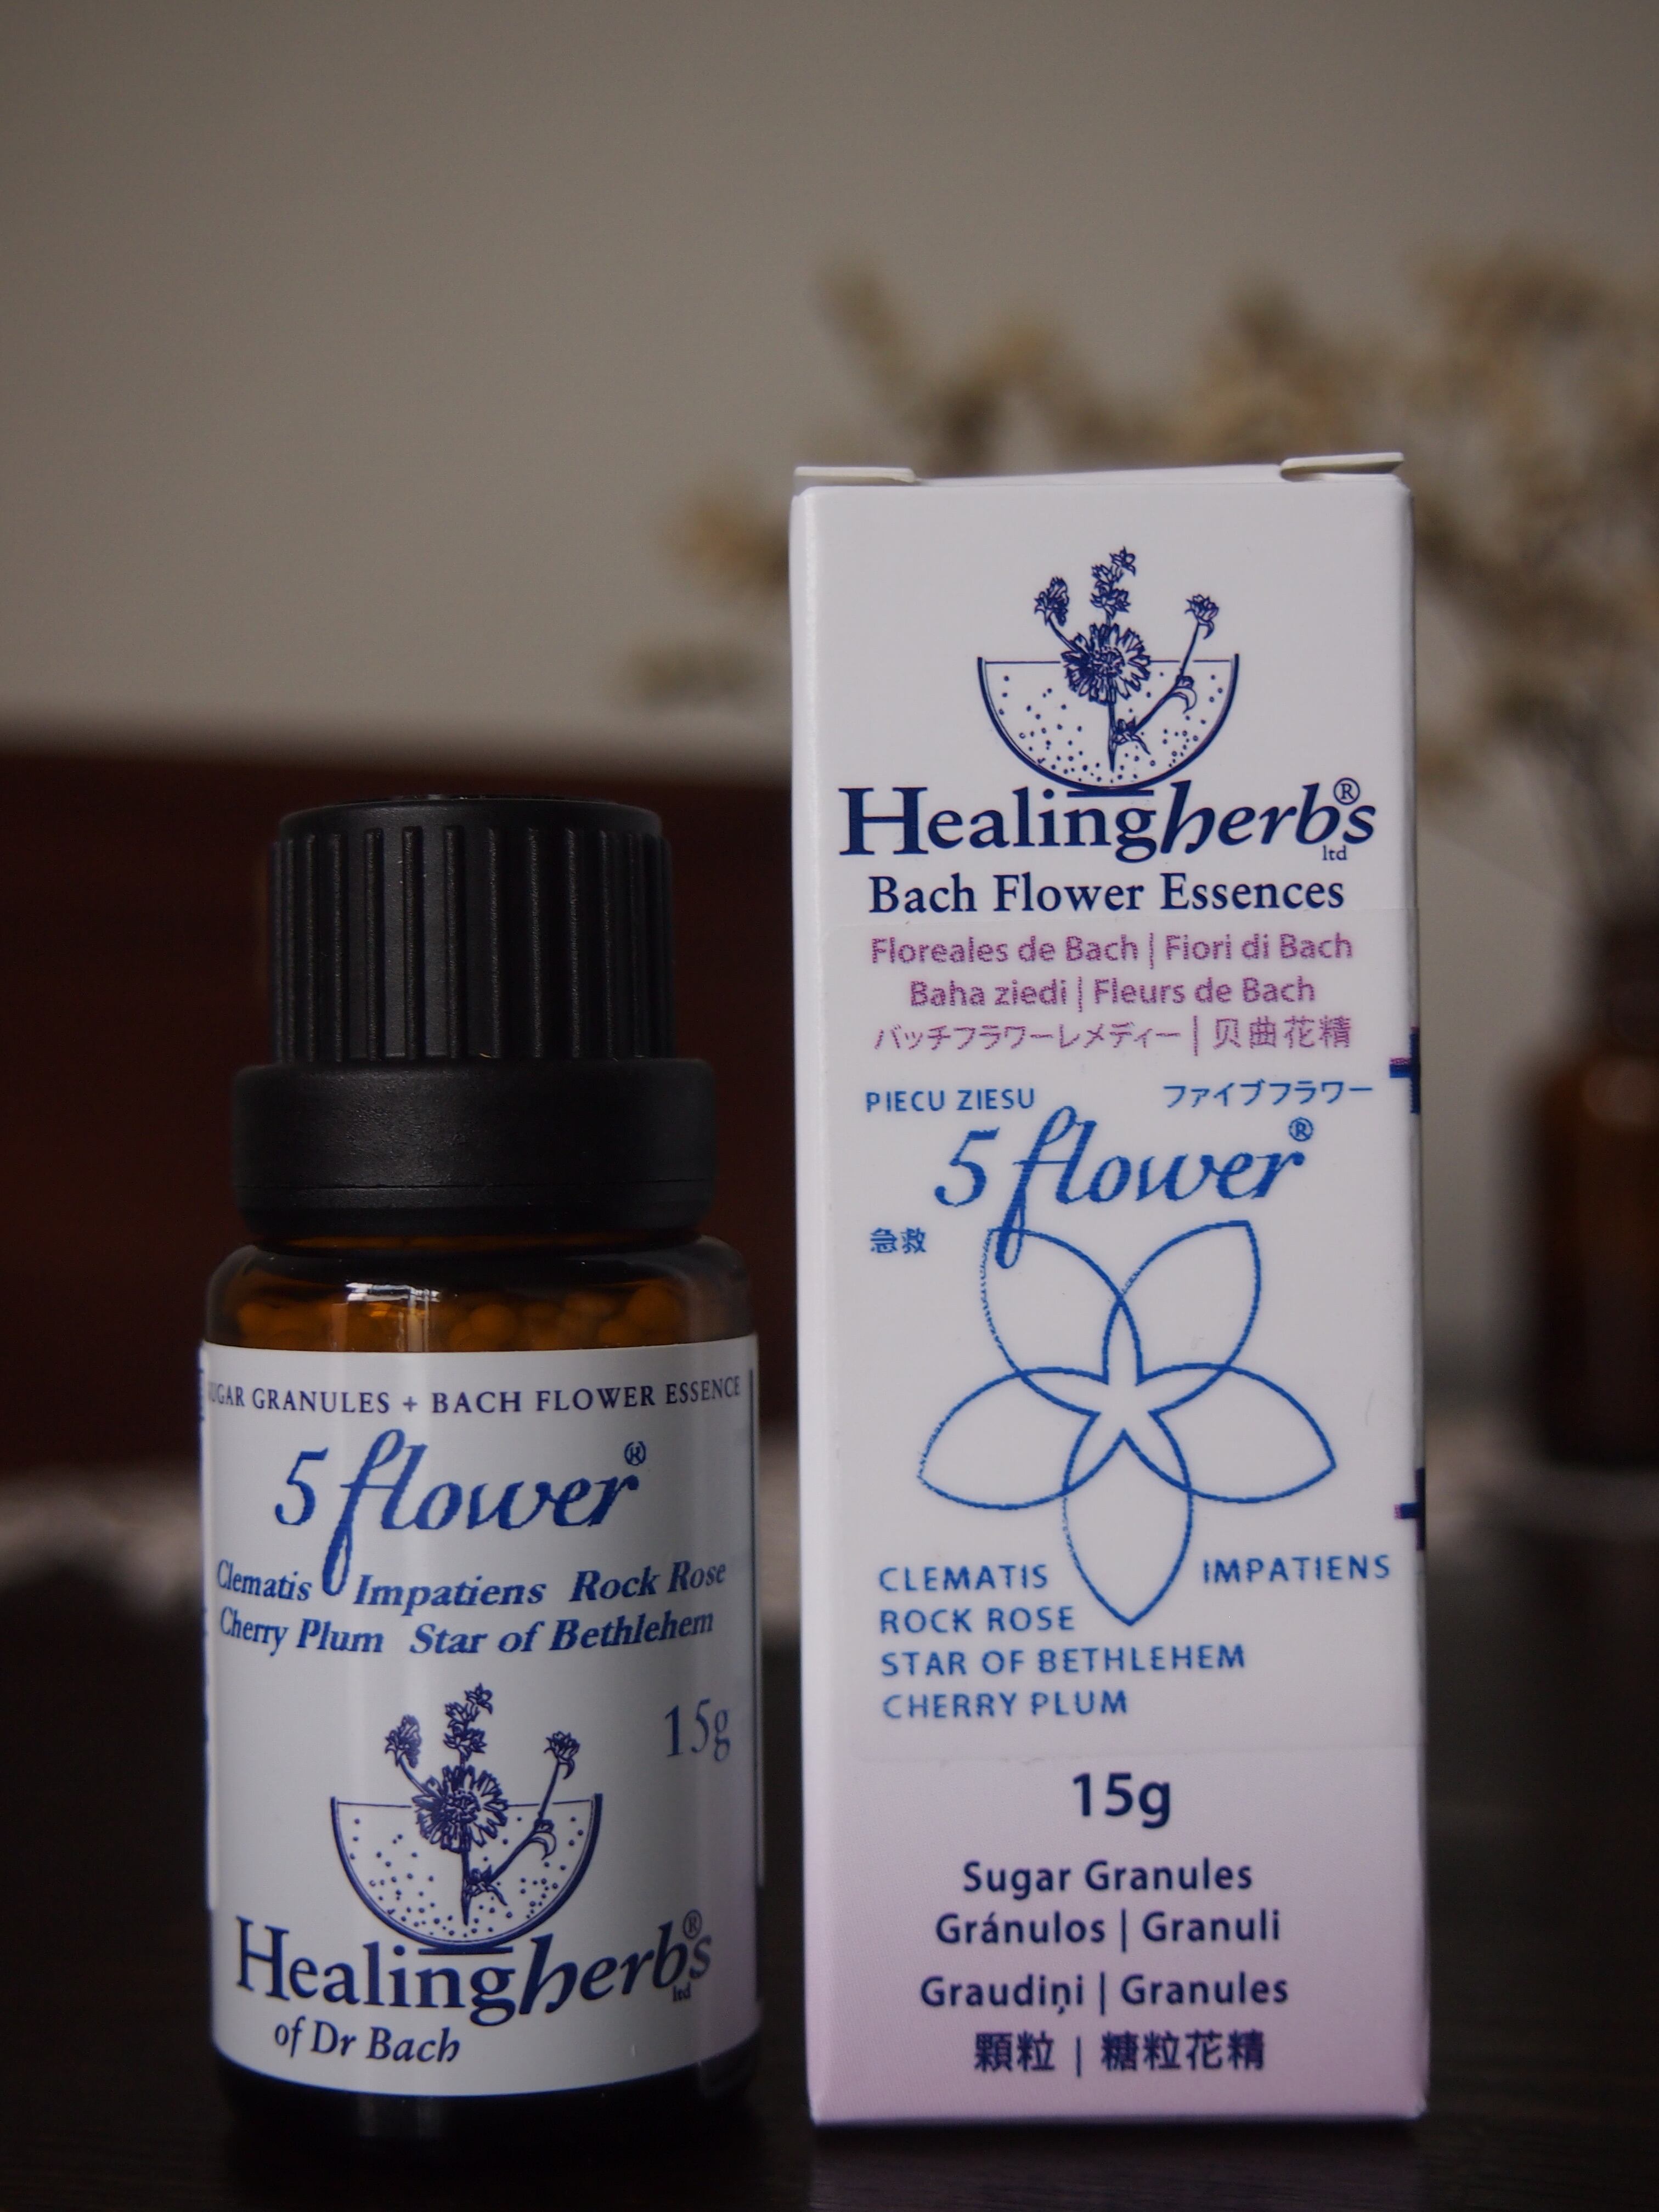 SUGAR GRANULES + BACH FLOWER ESSENCE
5 flower®
Clematis Impatiens Rock Rose
Cherry Plum Star of Bethlehem
15g
Healingherbs®
ltd
of Dr Bach
Healingherbs®
ltd
Bach Flower Essences
Floreales de Bach | Fiori di Bach
Baha ziedi | Fleurs de Bach
バッチフラワーレメディー | 贝曲花精
PIECU ZIESU ファイブフラワー
5 flower®
急救
CLEMATIS IMPATIENS
ROCK ROSE
STAR OF BETHLEHEM
CHERRY PLUM
15g
Sugar Granules
Gránulos | Granuli
Graudiņi | Granules
顆粒 | 糖粒花精